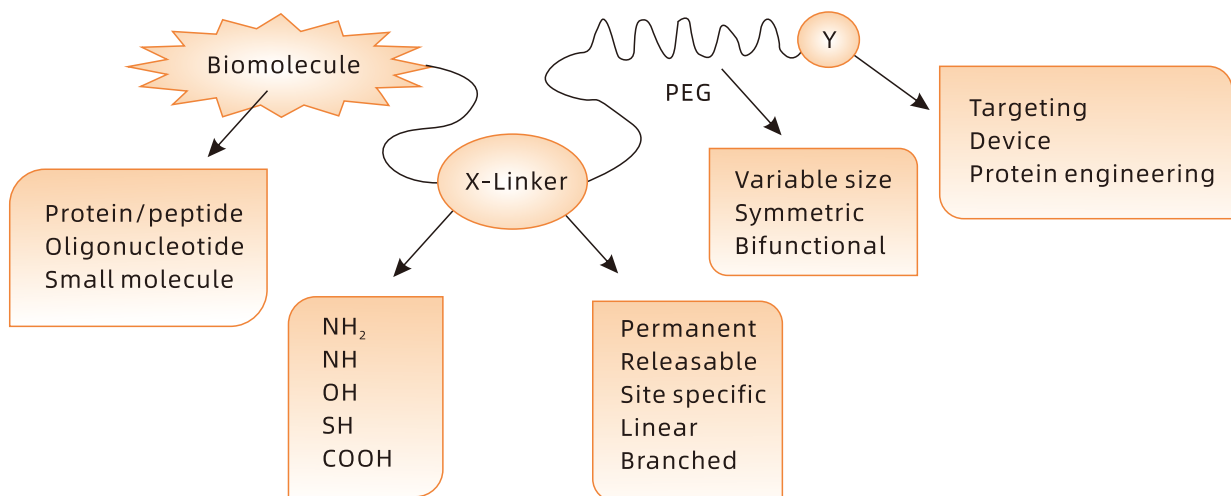 Biomolecule
Y
PEG
X-Linker
Targeting
Device
Protein engineering
Variable size
Symmetric
Bifunctional
Protein/peptide
Oligonucleotide
Small molecule
NH₂
NH
OH
SH
COOH
Permanent
Releasable
Site specific
Linear
Branched